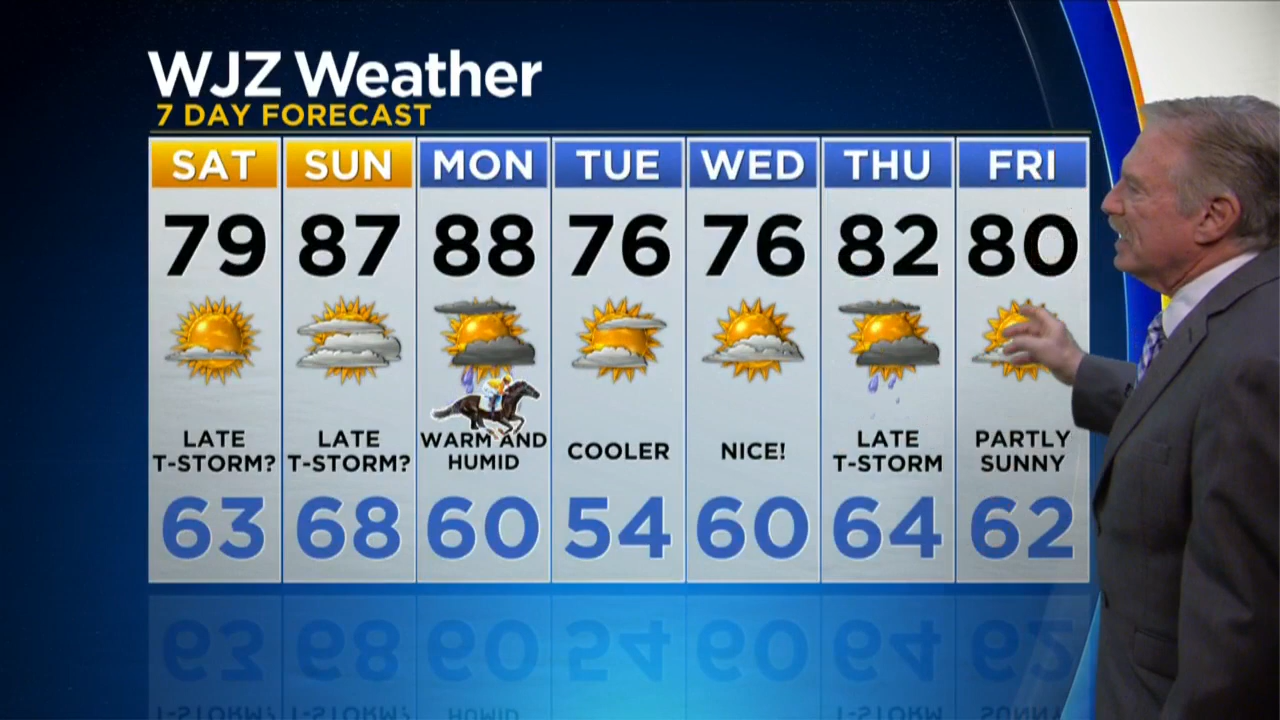 WJZ Weather
7 DAY FORECAST
SAT SUN MON TUE WED THU FRI
79 87 88 76 76 82 80
LATE
T-STORM?
LATE
T-STORM?
WARM AND
HUMID
COOLER
NICE!
LATE
T-STORM
PARTLY
SUNNY
63 68 60 54 60 64 62